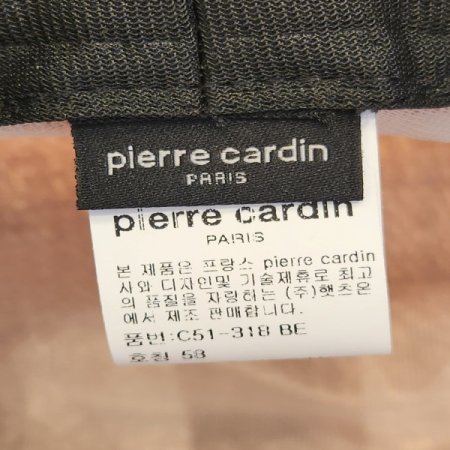 pierre cardin
PARIS
pierre cardin
PARIS
본 제품은 프랑스 pierre cardin
사와 디자인및 기술제휴로 최고
의 품질을 자랑하는 (주)햇츠온
에서 제조 판매합니다.
품번:C51-318 BE
호칭 58